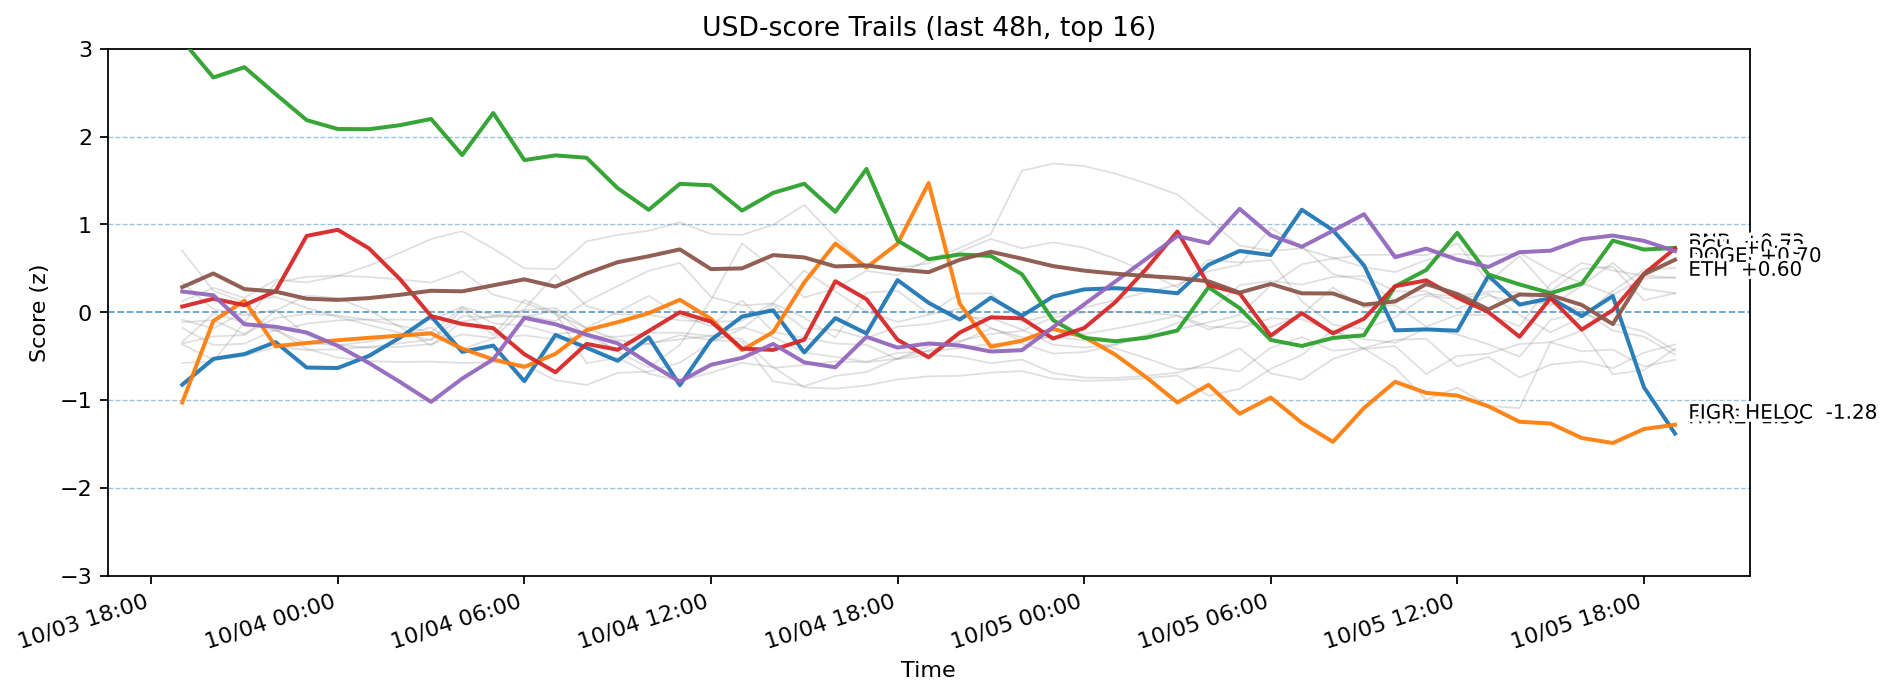 USD-score Trails (last 48h, top 16)
Score (z)
3
2
1
0
−1
−2
−3
DOGE +0.70
ETH +0.60
FIGR_HELOC -1.28
10/03 18:00
10/04 00:00
10/04 06:00
10/04 12:00
10/04 18:00
10/05 00:00
10/05 06:00
10/05 12:00
10/05 18:00
Time